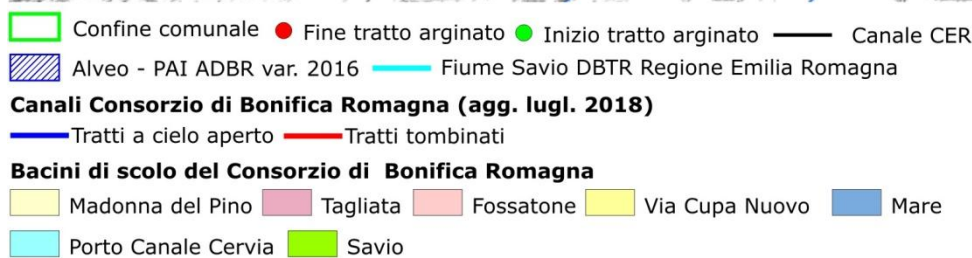 Confine comunale Fine tratto arginato Inizio tratto arginato Canale CER
Alveo - PAI ADBR var. 2016 Fiume Savio DBTR Regione Emilia Romagna
Canali Consorzio di Bonifica Romagna (agg. lugl. 2018)
Tratti a cielo aperto Tratti tombinati
Bacini di scolo del Consorzio di Bonifica Romagna
Madonna del Pino Tagliata Fossatone Via Cupa Nuovo Mare
Porto Canale Cervia Savio